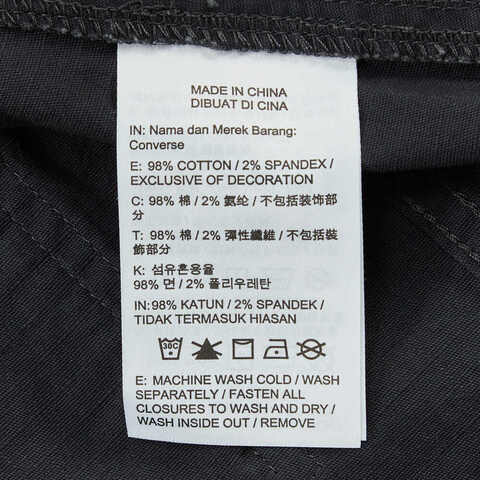 MADE IN CHINA
DIBUAT DI CINA
IN: Nama dan Merek Barang:
Converse
E: 98% COTTON / 2% SPANDEX /
EXCLUSIVE OF DECORATION
C: 98% 棉 / 2% 氨纶 / 不包括装饰部
分
T: 98% 棉 / 2% 彈性纖維 / 不包括裝
飾部分
K: 섬유혼용율
98% 면 / 2% 폴리우레탄
IN: 98% KATUN / 2% SPANDEK /
TIDAK TERMASUK HIASAN
30C
E: MACHINE WASH COLD / WASH
SEPARATELY / FASTEN ALL
CLOSURES TO WASH AND DRY /
WASH INSIDE OUT / REMOVE